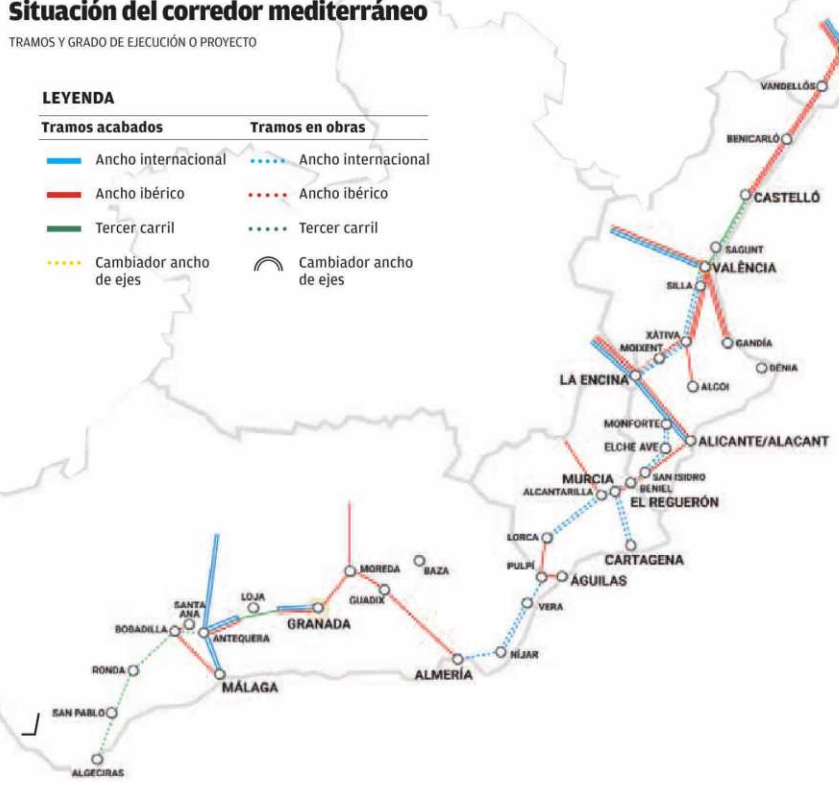 Situación del corredor mediterráneo
TRAMOS Y GRADO DE EJECUCIÓN O PROYECTO
LEYENDA
Tramos acabados
Tramos en obras
Ancho internacional
Ancho internacional
Ancho ibérico
Ancho ibérico
Tercer carril
Tercer carril
Cambiador ancho
de ejes
Cambiador ancho
de ejes
VANDELLÓS
BENICARLÓ
CASTELLÓ
SAGUNT
VALÈNCIA
SILLA
XÀTIVA
MOIXENT
GANDÍA
DÉNIA
LA ENCINA
ALCOI
MONFORTE
ALICANTE/ALACANT
ELCHE AVE
SAN ISIDRO
MURCIA
BENIEL
ALCANTARILLA
EL REGUERÓN
LORCA
CARTAGENA
PULPÍ
ÁGUILAS
MOREDA
BAZA
GUADIX
VERA
LOJA
SANTA
ANA
GRANADA
BOBADILLA
ANTEQUERA
NÍJAR
ALMERÍA
RONDA
MÁLAGA
SAN PABLO
ALGECIRAS